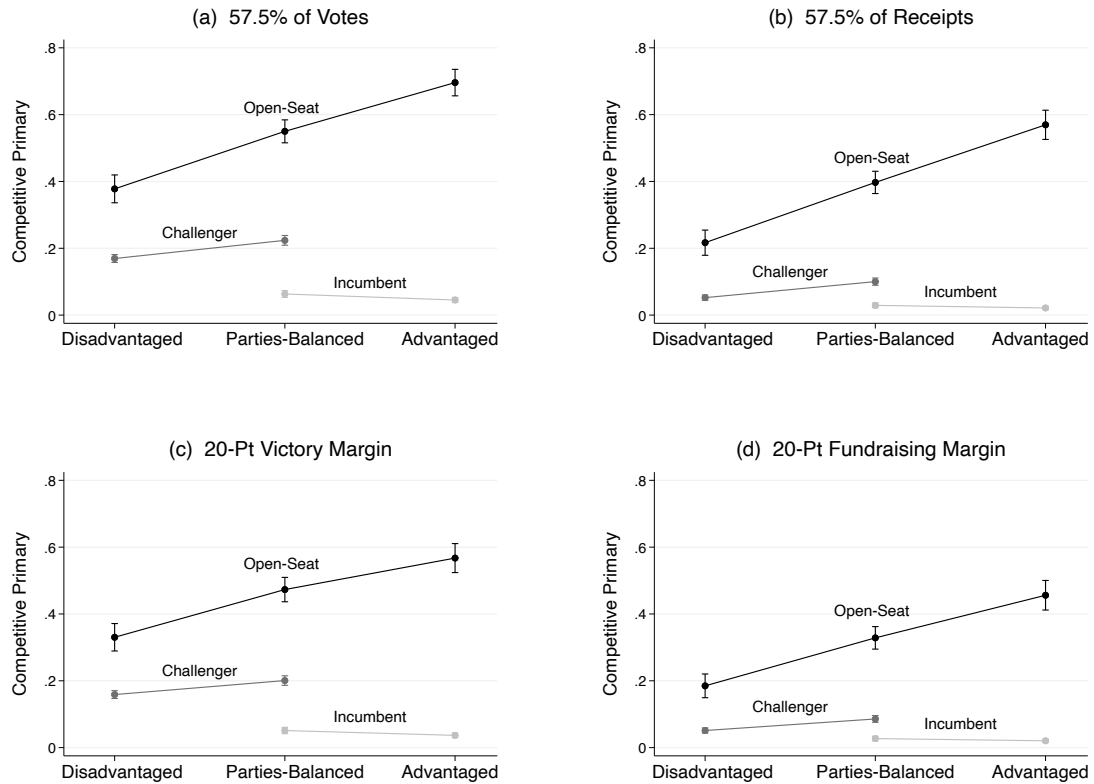 (a) 57.5% of Votes
Competitive Primary
.8
.6
.4
.2
0
Open-Seat
Challenger
Incumbent
Disadvantaged Parties-Balanced Advantaged
(b) 57.5% of Receipts
Competitive Primary
.8
.6
.4
.2
0
Open-Seat
Challenger
Incumbent
Disadvantaged Parties-Balanced Advantaged
(c) 20-Pt Victory Margin
Competitive Primary
.8
.6
.4
.2
0
Open-Seat
Challenger
Incumbent
Disadvantaged Parties-Balanced Advantaged
(d) 20-Pt Fundraising Margin
Competitive Primary
.8
.6
.4
.2
0
Open-Seat
Challenger
Incumbent
Disadvantaged Parties-Balanced Advantaged